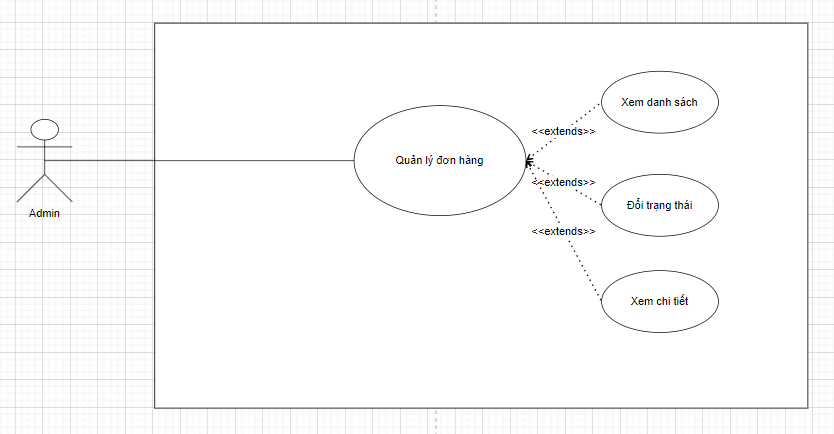 Xem danh sách
<<extends>>
Quản lý đơn hàng
<<extends>>
Đổi trạng thái
Admin
<<extends>>
Xem chi tiết